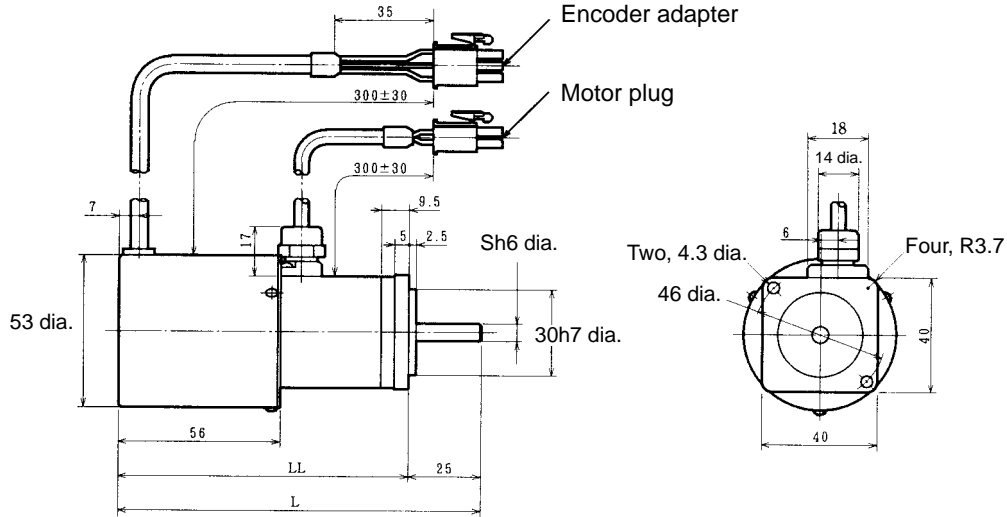 35
Encoder adapter
300±30
Motor plug
300±30
7
9.5
17
5
2.5
Sh6 dia.
53 dia.
30h7 dia.
56
LL
25
L
18
14 dia.
6
Two, 4.3 dia.
Four, R3.7
46 dia.
40
40